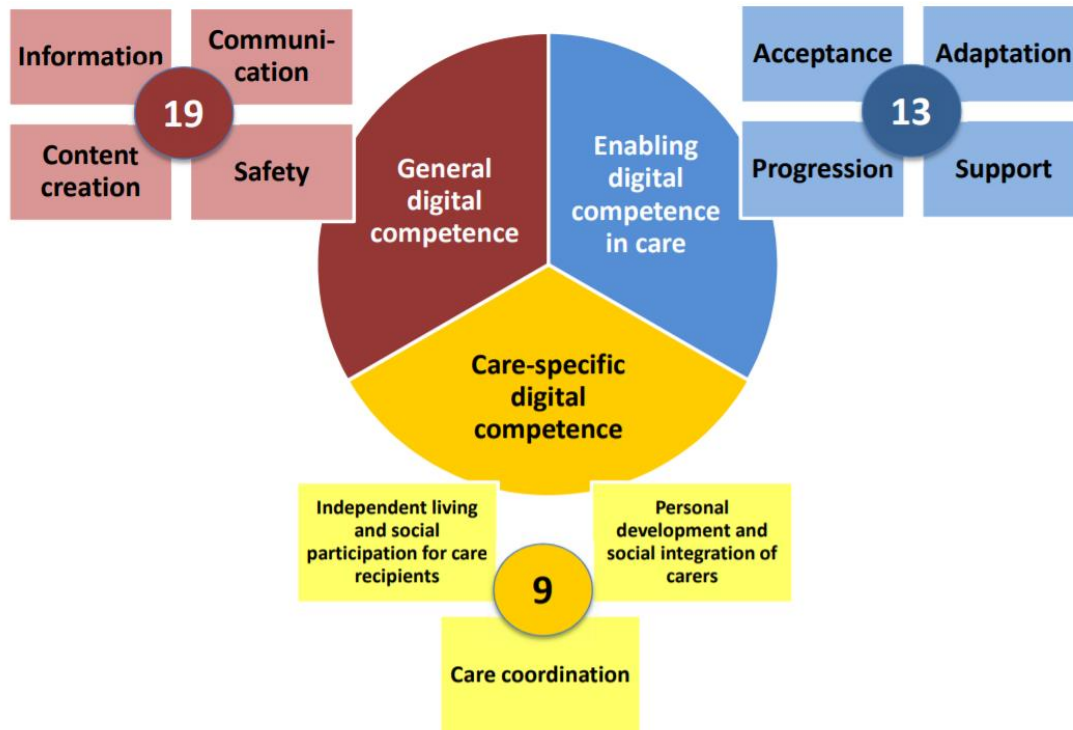 Information
Communi-
cation
19
Content
creation
Safety
General
digital
competence
Enabling
digital
competence
in care
Acceptance
Adaptation
13
Progression
Support
Care-specific
digital
competence
Independent living
and social
participation for care
recipients
Personal
development and
social integration of
carers
9
Care coordination